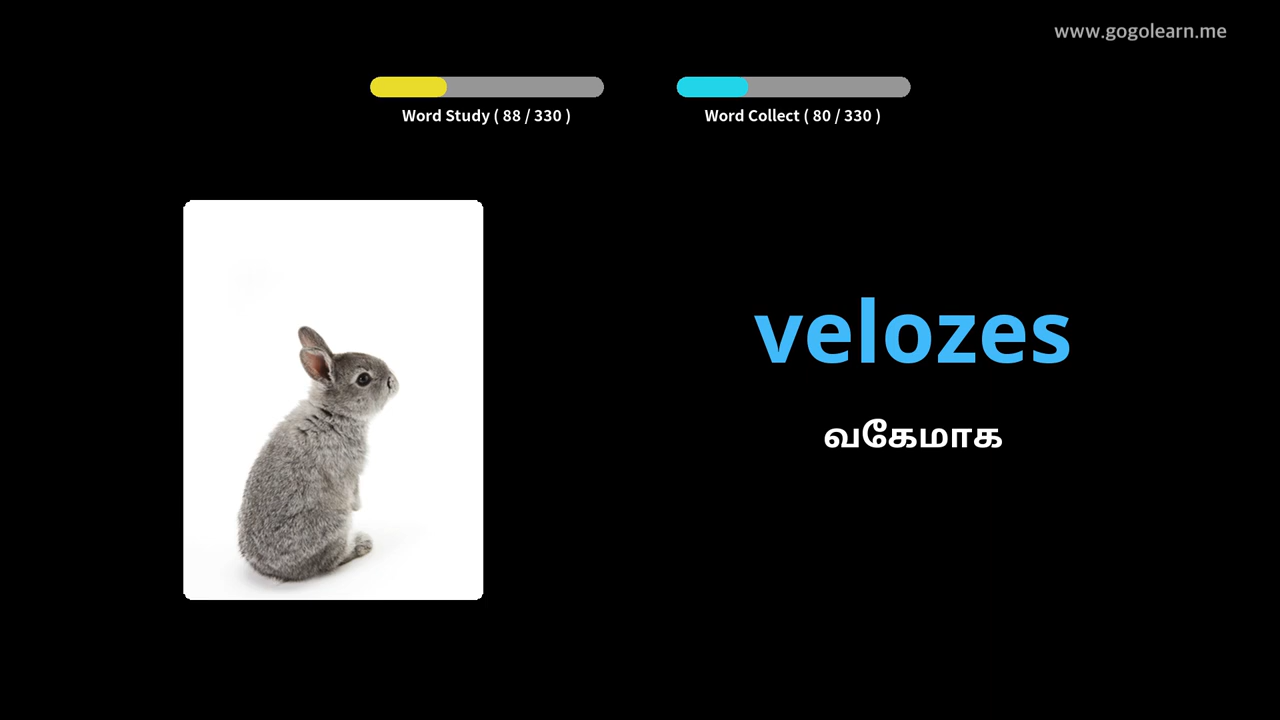 www.gogolearn.me
Word Study ( 88 / 330 )
Word Collect ( 80 / 330 )
velozes
வகேமாக